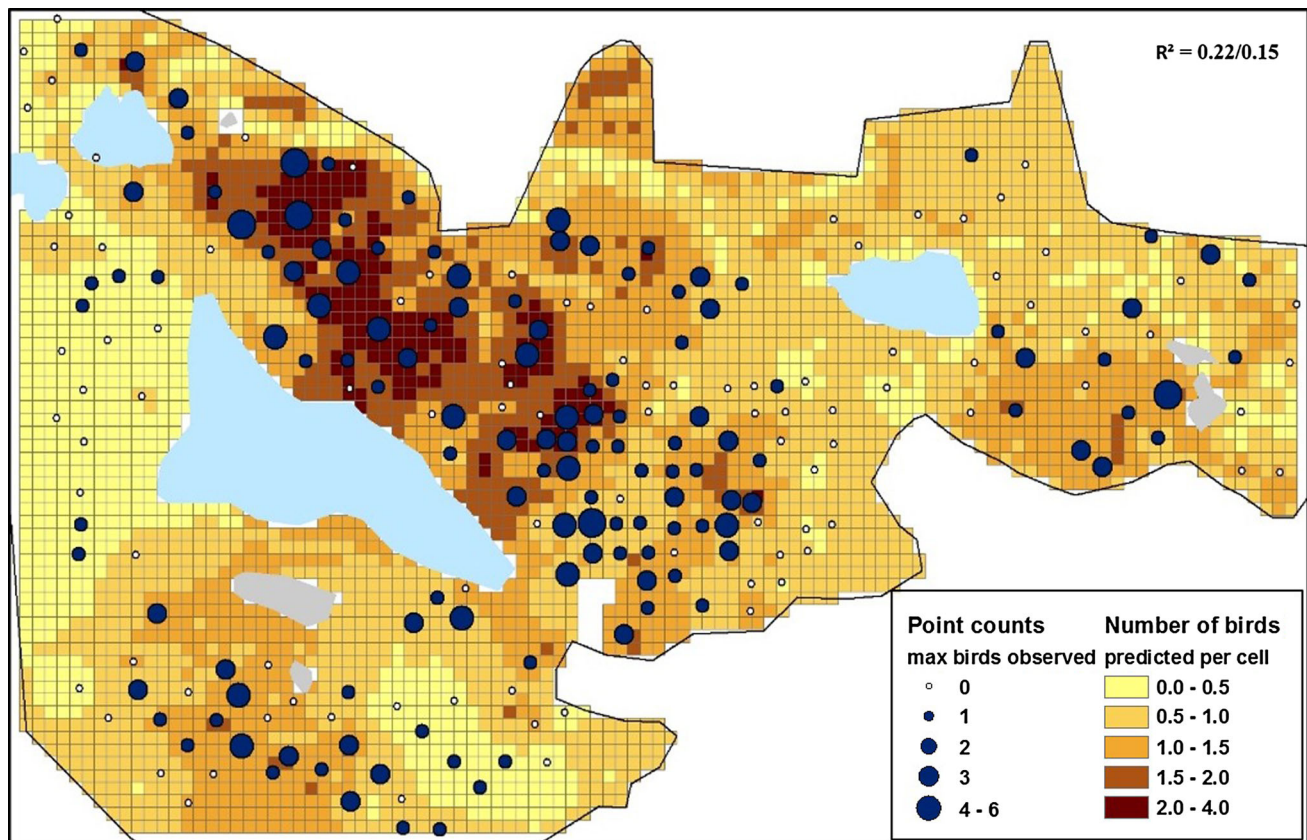 R² = 0.22/0.15
Point counts
max birds observed
0
1
2
3
4 - 6
Number of birds
predicted per cell
0.0 - 0.5
0.5 - 1.0
1.0 - 1.5
1.5 - 2.0
2.0 - 4.0